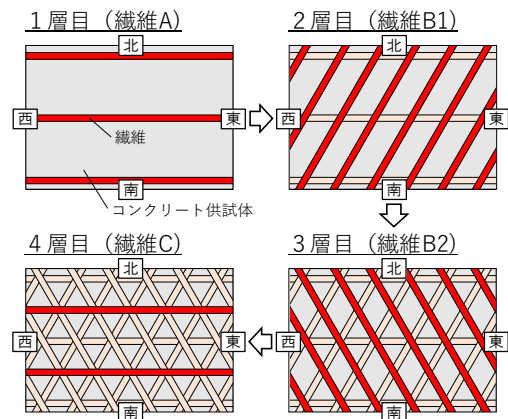 1層目（繊維A）
北
西
東
繊維
南
コンクリート供試体
2層目（繊維B1）
北
西
東
南
4層目（繊維C）
北
西
東
南
3層目（繊維B2）
北
西
東
南